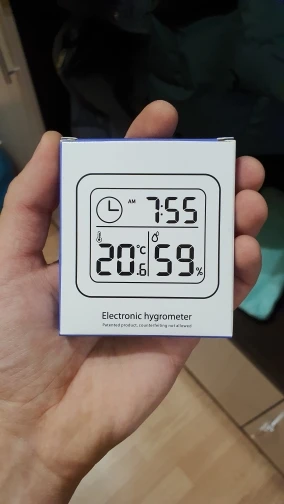 AM 7:55
20.6 °C 59 %
Electronic hygrometer
Patented product, counterfeiting not allowed